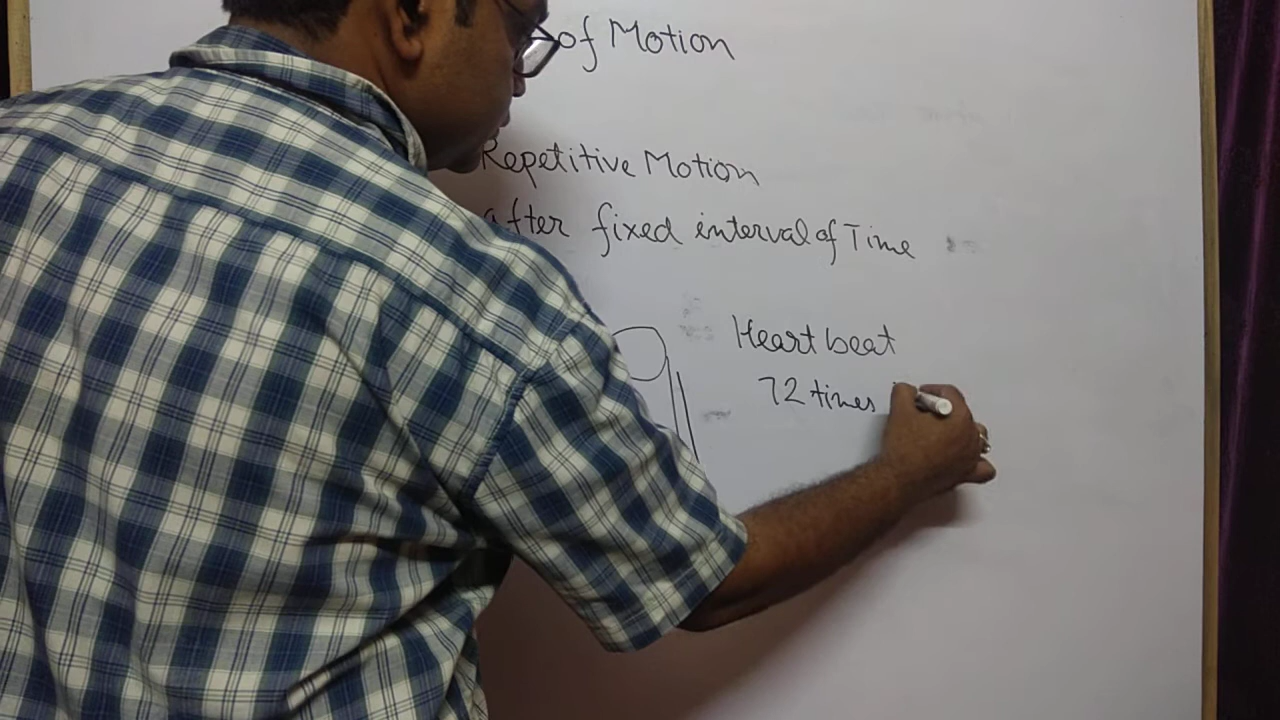 of Motion
Repetitive Motion
After fixed interval of Time
Heart beat
72 times